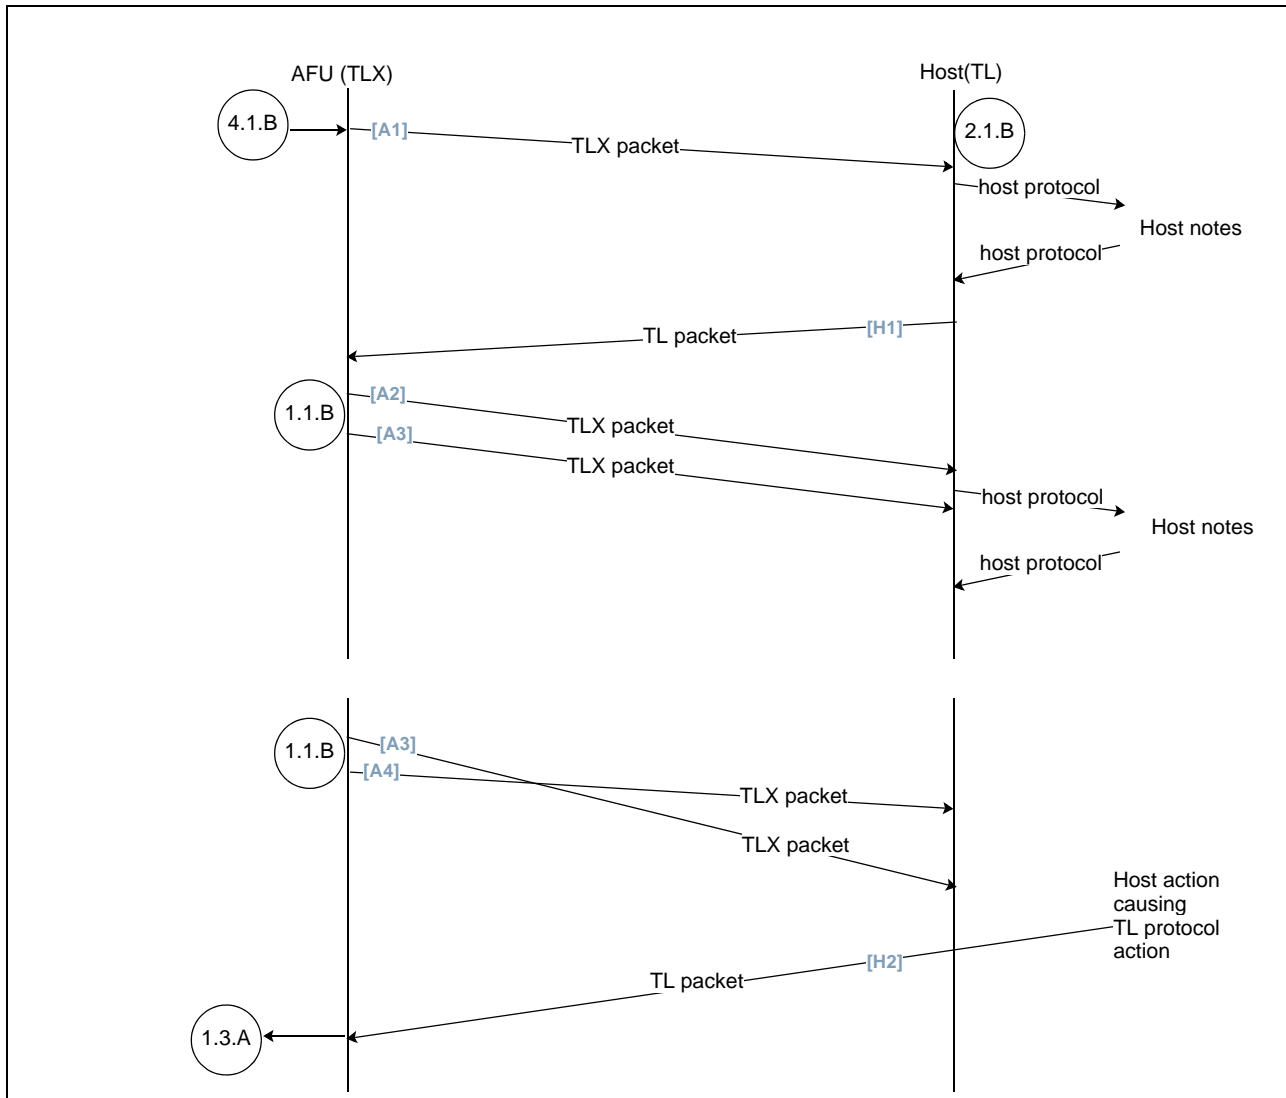 AFU (TLX)
Host(TL)
4.1.B
[A1]
TLX packet
2.1.B
host protocol
Host notes
host protocol
[H1]
TL packet
1.1.B
[A2]
TLX packet
[A3]
TLX packet
host protocol
Host notes
host protocol
1.1.B
[A3]
[A4]
TLX packet
TLX packet
Host action
causing
TL protocol
action
[H2]
TL packet
1.3.A